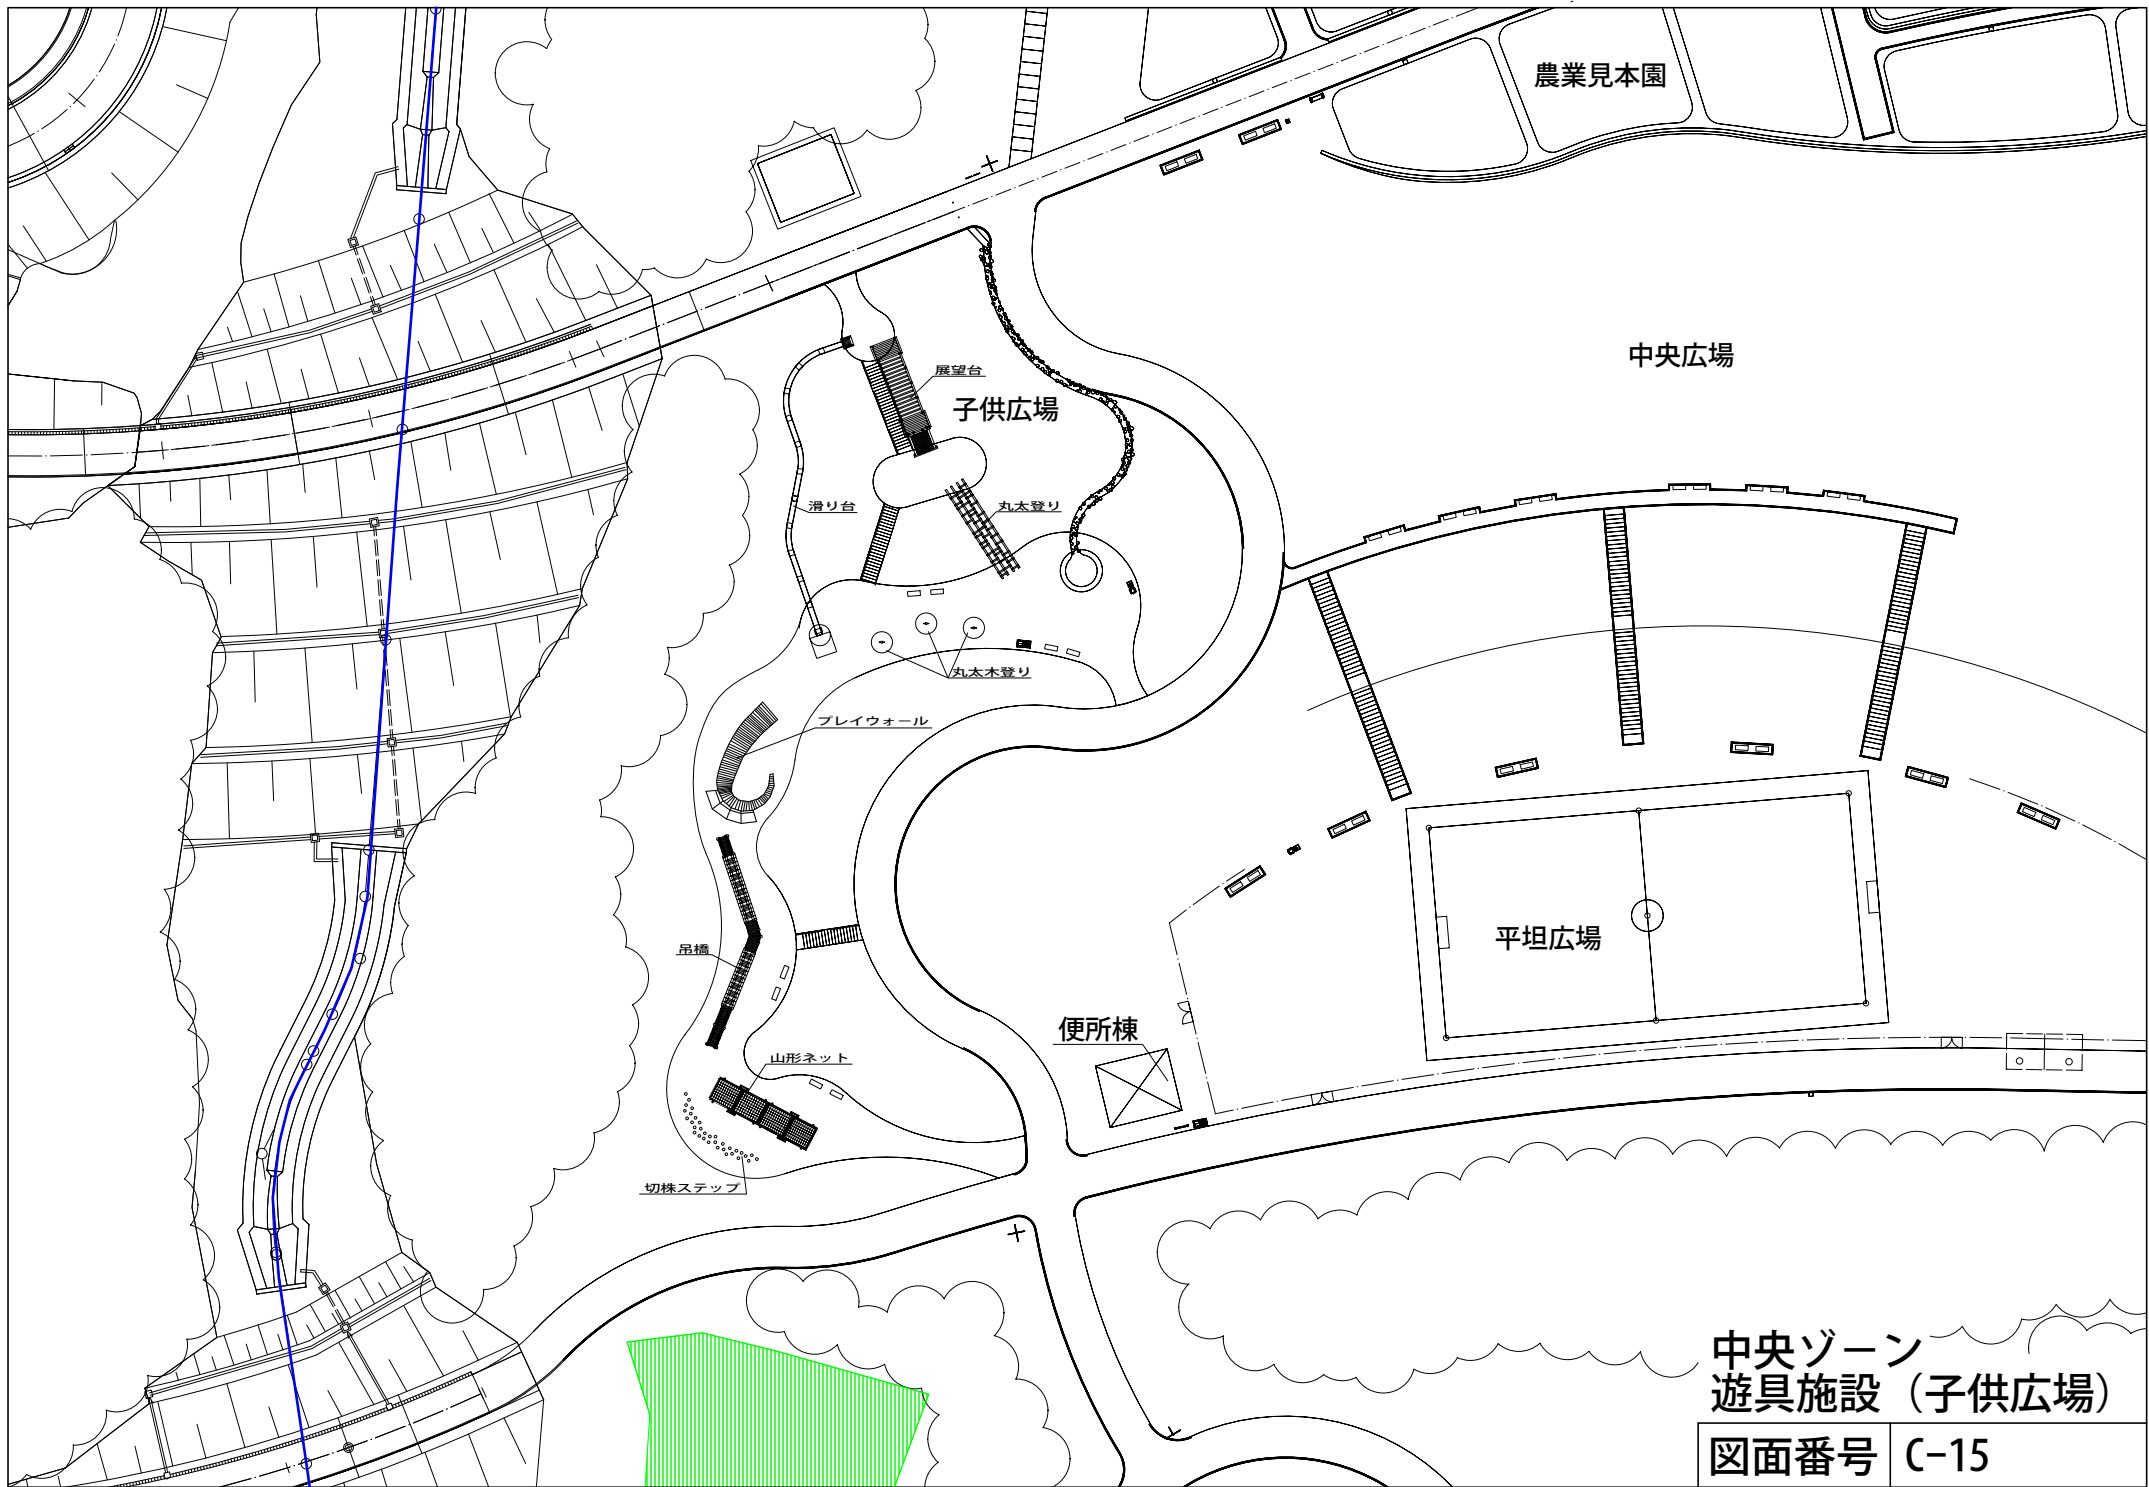 農業見本園
中央広場
展望台
子供広場
滑り台
丸太登り
丸太木登り
プレイウォール
吊橋
平坦広場
便所棟
山形ネット
切株ステップ
中央ゾーン
遊具施設（子供広場）
図面番号 C-15